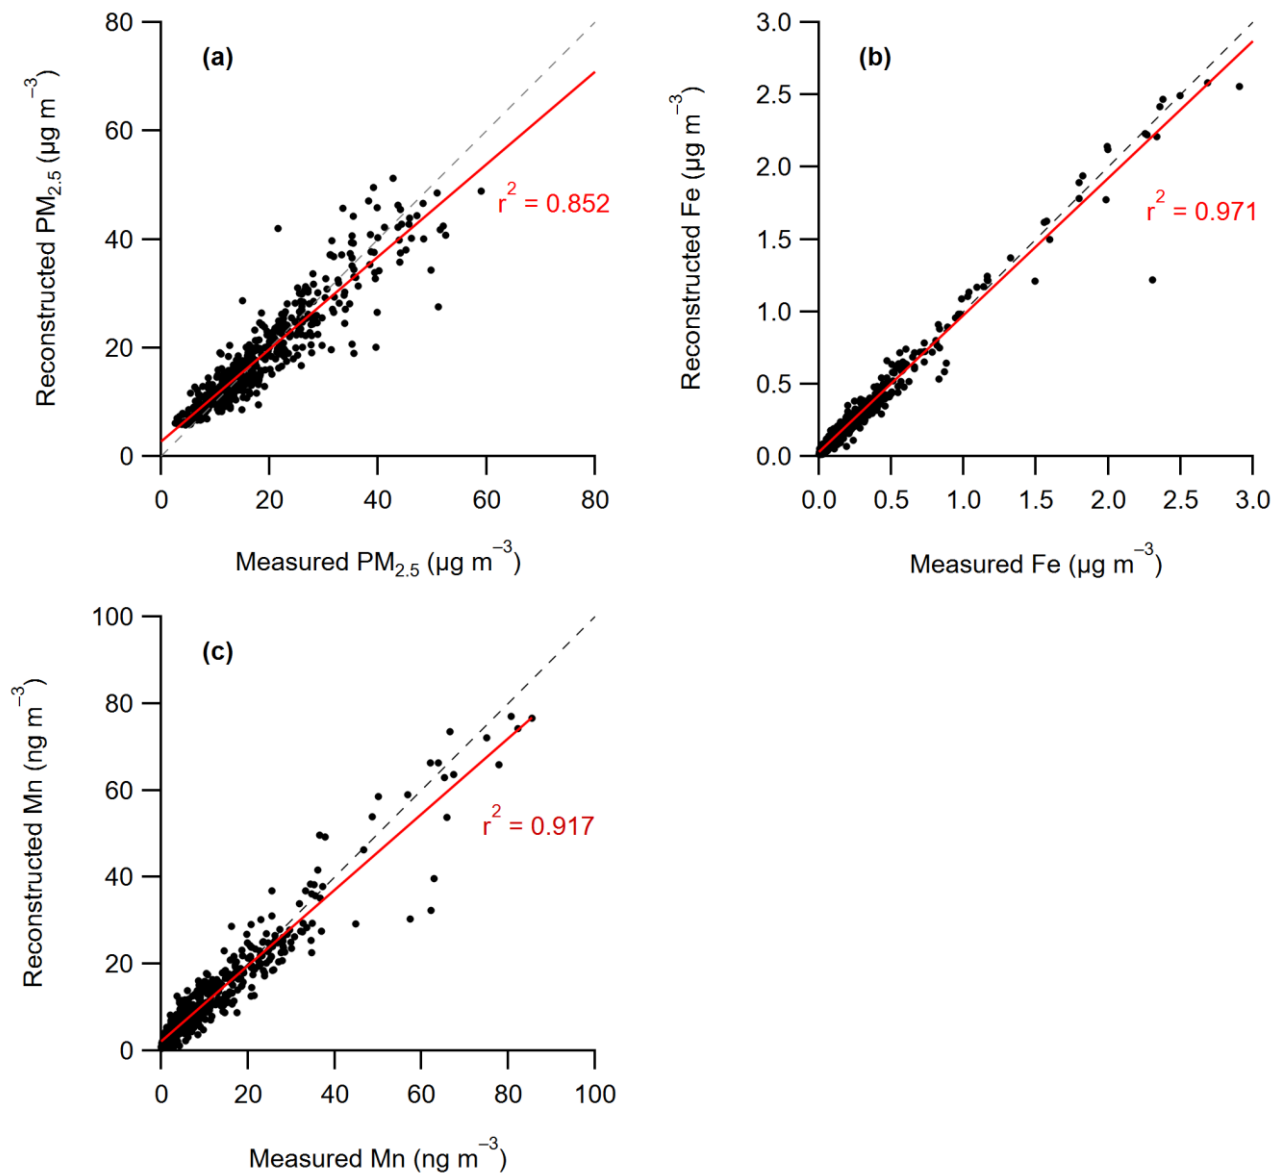 80
60
40
20
0
(a)
r² = 0.852
0 20 40 60 80
Reconstructed PM₂.₅ (µg m⁻³)
Measured PM₂.₅ (µg m⁻³)
3.0
2.5
2.0
1.5
1.0
0.5
0.0
(b)
r² = 0.971
0.0 0.5 1.0 1.5 2.0 2.5 3.0
Reconstructed Fe (µg m⁻³)
Measured Fe (µg m⁻³)
100
80
60
40
20
0
(c)
r² = 0.917
0 20 40 60 80 100
Reconstructed Mn (ng m⁻³)
Measured Mn (ng m⁻³)